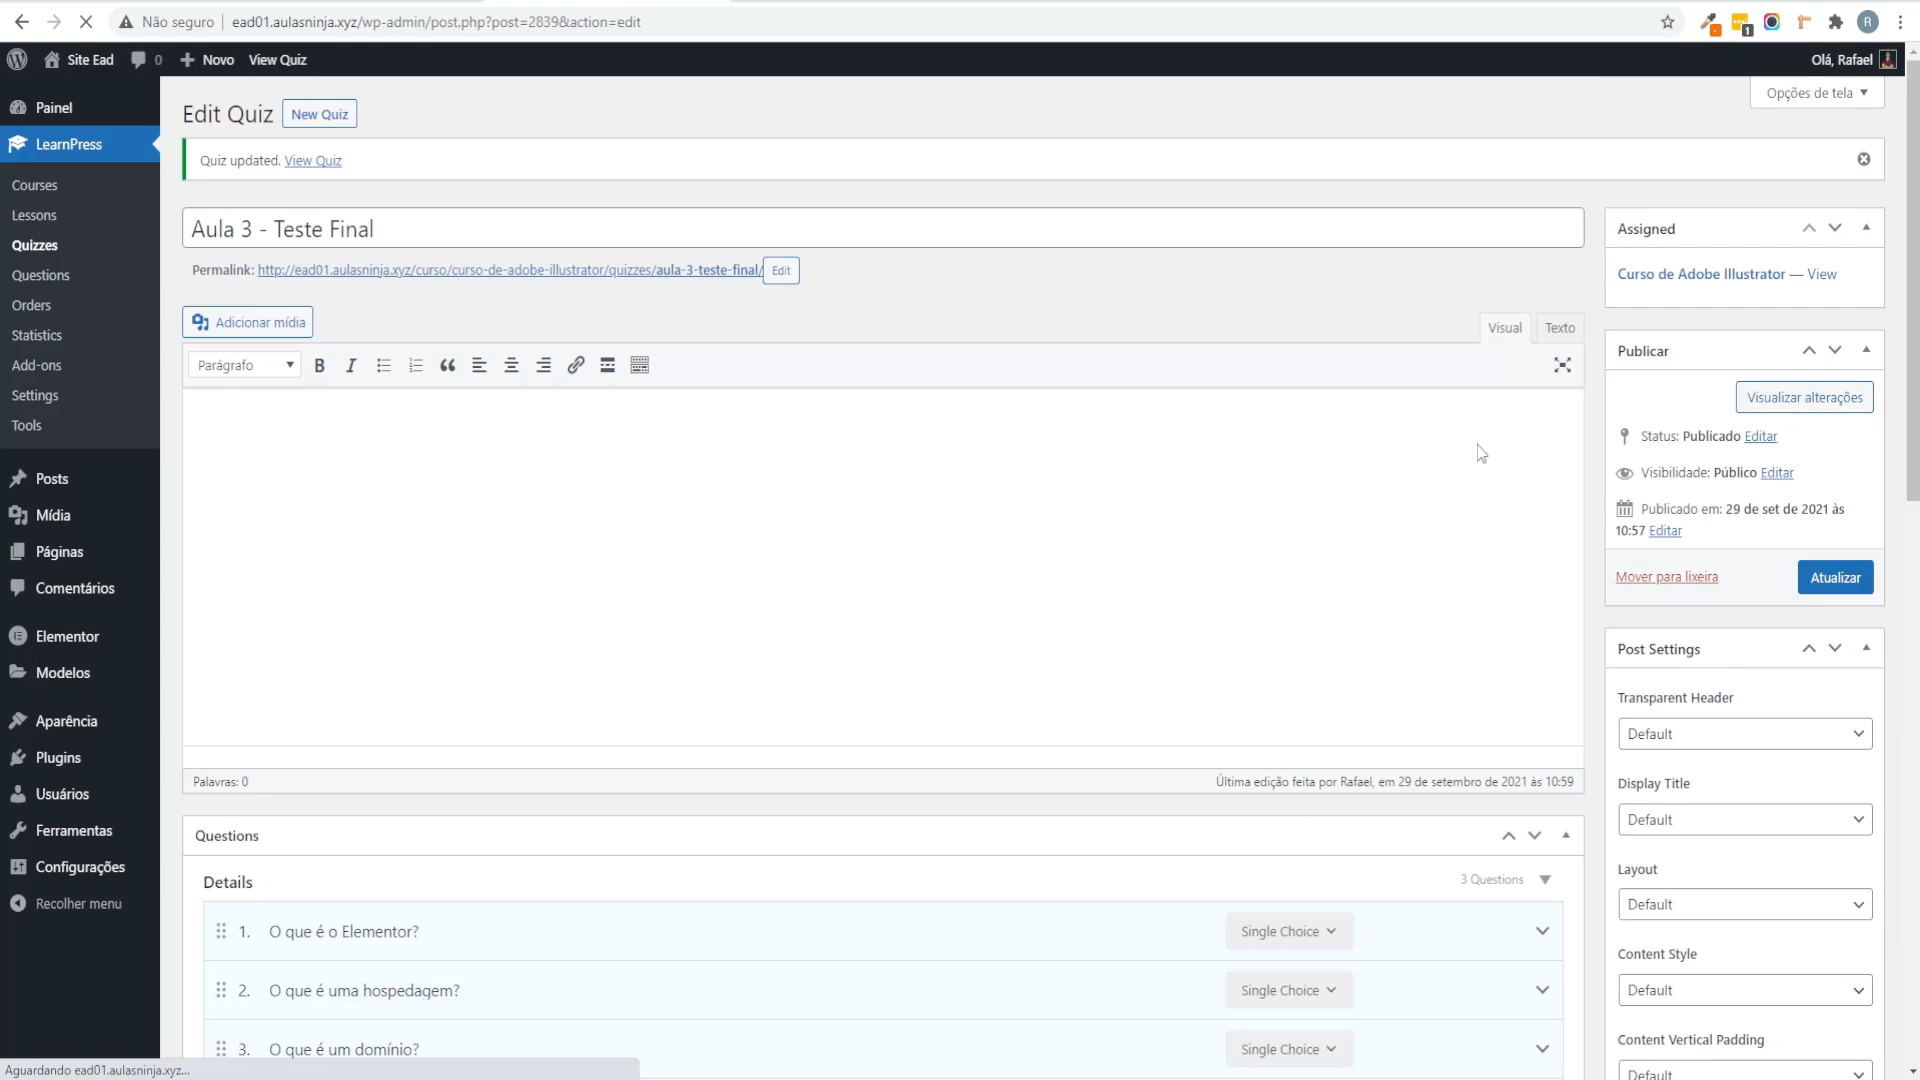 Não seguro
ead01.aulasninja.xyz/wp-admin/post.php?post=2839&action=edit
1
R
Site Ead
0
Novo
View Quiz
Olá, Rafael
Painel
LearnPress
Courses
Lessons
Quizzes
Questions
Orders
Statistics
Add-ons
Settings
Tools
Posts
Mídia
Páginas
Comentários
Elementor
Modelos
Aparência
Plugins
Usuários
Ferramentas
Configurações
Recolher menu
Opções de tela
Edit Quiz
New Quiz
Quiz updated. View Quiz
Aula 3 - Teste Final
Permalink: http://ead01.aulasninja.xyz/curso/curso-de-adobe-illustrator/quizzes/aula-3-teste-final/ Edit
Adicionar mídia
Visual
Texto
Parágrafo
Palavras: 0
Última edição feita por Rafael, em 29 de setembro de 2021 às 10:59
Questions
Details
3 Questions
1. O que é o Elementor?
Single Choice
2. O que é uma hospedagem?
Single Choice
3. O que é um domínio?
Single Choice
Assigned
Curso de Adobe Illustrator — View
Publicar
Visualizar alterações
Status: Publicado Editar
Visibilidade: Público Editar
Publicado em: 29 de set de 2021 às
10:57 Editar
Mover para lixeira
Atualizar
Post Settings
Transparent Header
Default
Display Title
Default
Layout
Default
Content Style
Default
Content Vertical Padding
Default
Aguardando ead01.aulasninja.xyz...